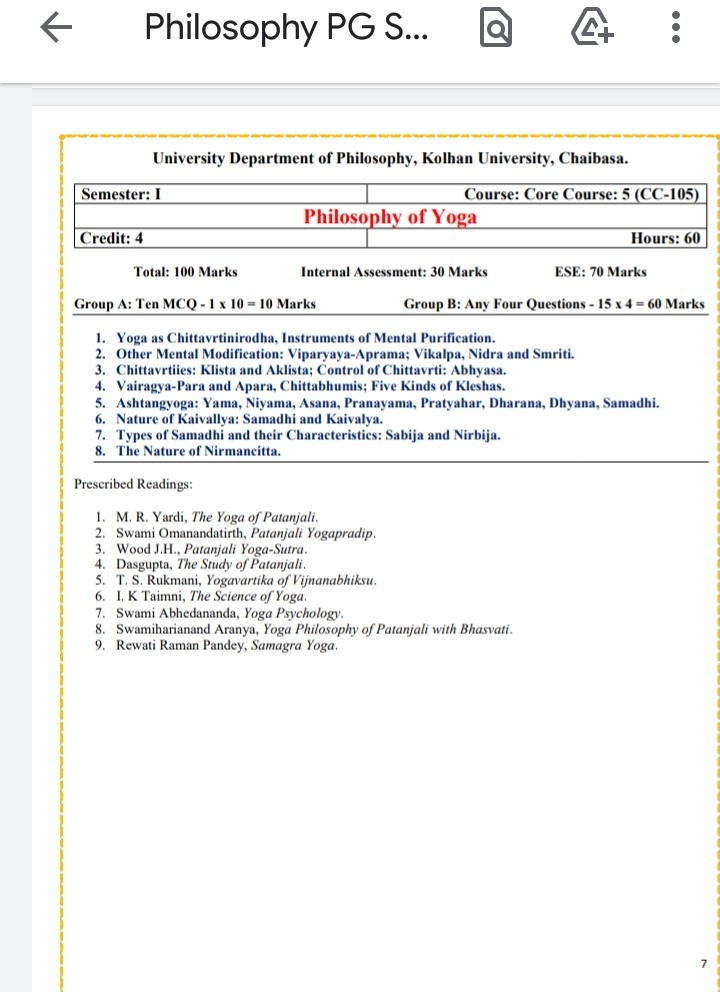 Philosophy PG S...
University Department of Philosophy, Kolhan University, Chaibasa.
Semester: I Course: Core Course: 5 (CC-105)
Philosophy of Yoga
Credit: 4 Hours: 60
Total: 100 Marks Internal Assessment: 30 Marks ESE: 70 Marks
Group A: Ten MCQ - 1 x 10 = 10 Marks Group B: Any Four Questions - 15 x 4 = 60 Marks
1. Yoga as Chittavrtinirodha, Instruments of Mental Purification.
2. Other Mental Modification: Viparyaya-Aprama; Vikalpa, Nidra and Smriti.
3. Chittavrtiies: Klista and Aklista; Control of Chittavrti: Abhyasa.
4. Vairagya-Para and Apara, Chittabhumis; Five Kinds of Kleshas.
5. Ashtangyoga: Yama, Niyama, Asana, Pranayama, Pratyahar, Dharana, Dhyana, Samadhi.
6. Nature of Kaivallya: Samadhi and Kaivalya.
7. Types of Samadhi and their Characteristics: Sabija and Nirbija.
8. The Nature of Nirmancitta.
Prescribed Readings:
1. M. R. Yardi, The Yoga of Patanjali.
2. Swami Omanandatirth, Patanjali Yogapradip.
3. Wood J.H., Patanjali Yoga-Sutra.
4. Dasgupta, The Study of Patanjali.
5. T. S. Rukmani, Yogavartika of Vijnanabhiksu.
6. I. K Taimni, The Science of Yoga.
7. Swami Abhedananda, Yoga Psychology.
8. Swamiharianand Aranya, Yoga Philosophy of Patanjali with Bhasvati.
9. Rewati Raman Pandey, Samagra Yoga.
7